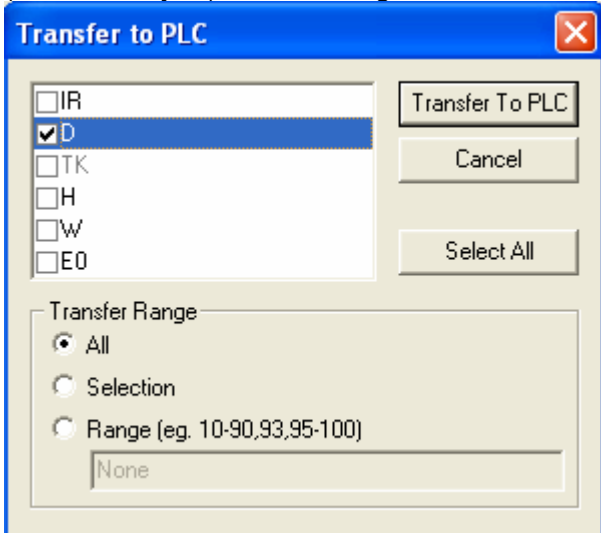 Transfer to PLC
IR
D
TK
H
W
E0
Transfer To PLC
Cancel
Select All
Transfer Range
All
Selection
Range (eg. 10-90,93,95-100)
None